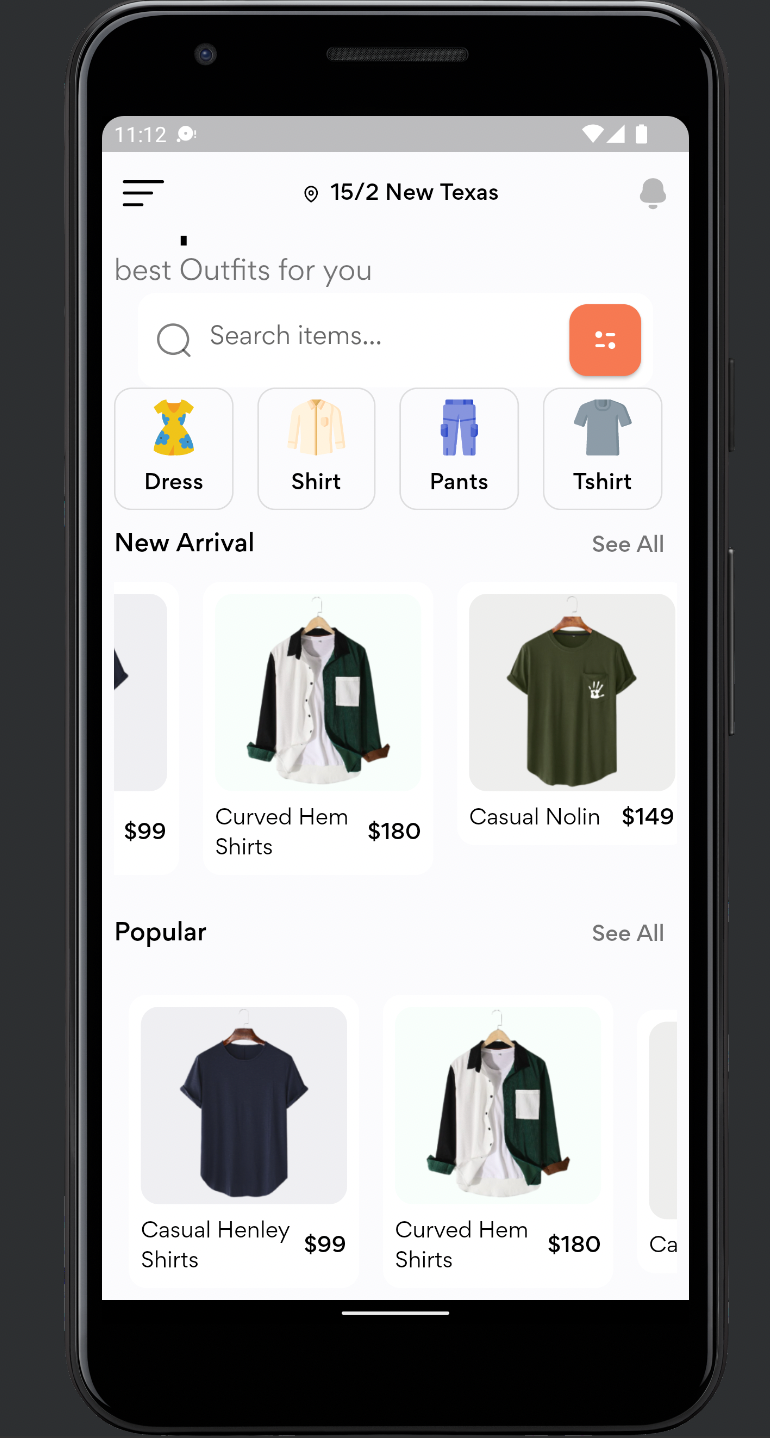 11:12
15/2 New Texas
best Outfits for you
Search items...
Dress Shirt Pants Tshirt
New Arrival See All
$99 Curved Hem Shirts $180 Casual Nolin $149
Popular See All
Casual Henley Shirts $99 Curved Hem Shirts $180 Ca